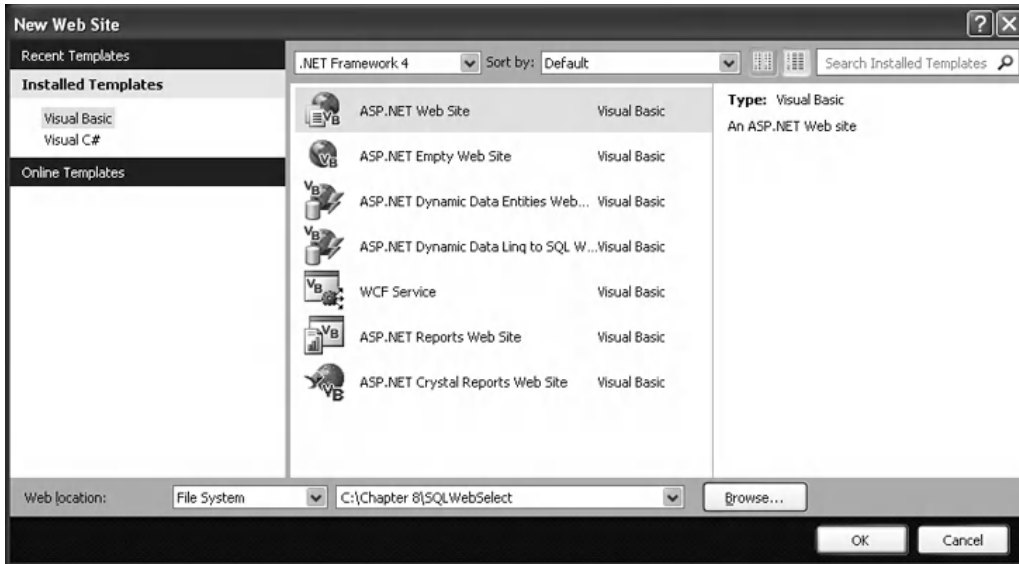 New Web Site
Recent Templates
Installed Templates
Visual Basic
Visual C#
Online Templates
.NET Framework 4
Sort by: Default
Search Installed Templates
ASP.NET Web Site Visual Basic
ASP.NET Empty Web Site Visual Basic
ASP.NET Dynamic Data Entities Web... Visual Basic
ASP.NET Dynamic Data Linq to SQL W...Visual Basic
WCF Service Visual Basic
ASP.NET Reports Web Site Visual Basic
ASP.NET Crystal Reports Web Site Visual Basic
Type: Visual Basic
An ASP.NET Web site
Web location: File System C:\Chapter 8\SQLWebSelect Browse...
OK Cancel